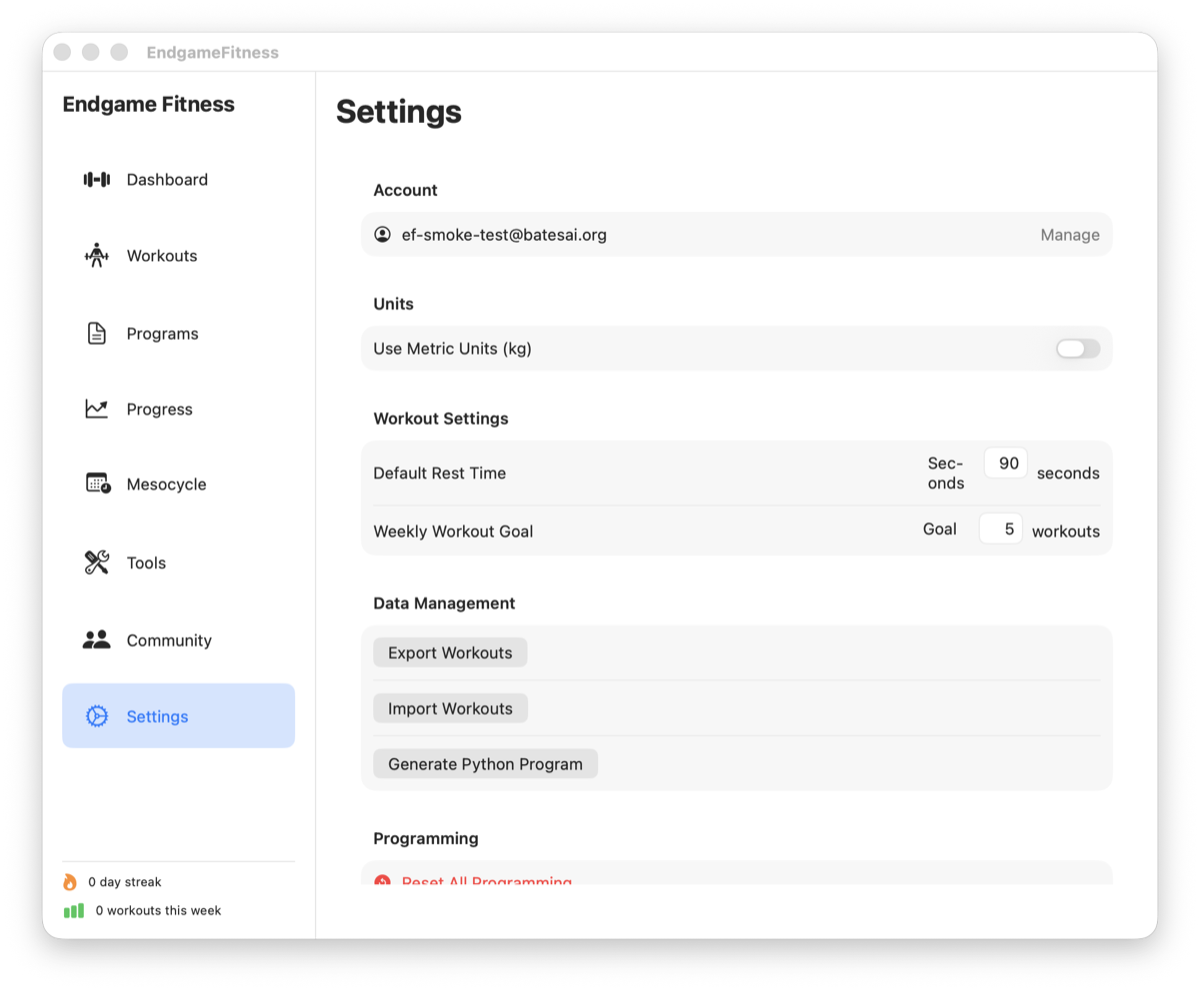 EndgameFitness
Endgame Fitness
Dashboard
Workouts
Programs
Progress
Mesocycle
Tools
Community
Settings
0 day streak
0 workouts this week
Settings
Account
ef-smoke-test@batesai.org
Manage
Units
Use Metric Units (kg)
Workout Settings
Default Rest Time
Sec-
onds
90
seconds
Weekly Workout Goal
Goal
5
workouts
Data Management
Export Workouts
Import Workouts
Generate Python Program
Programming
Reset All Programming